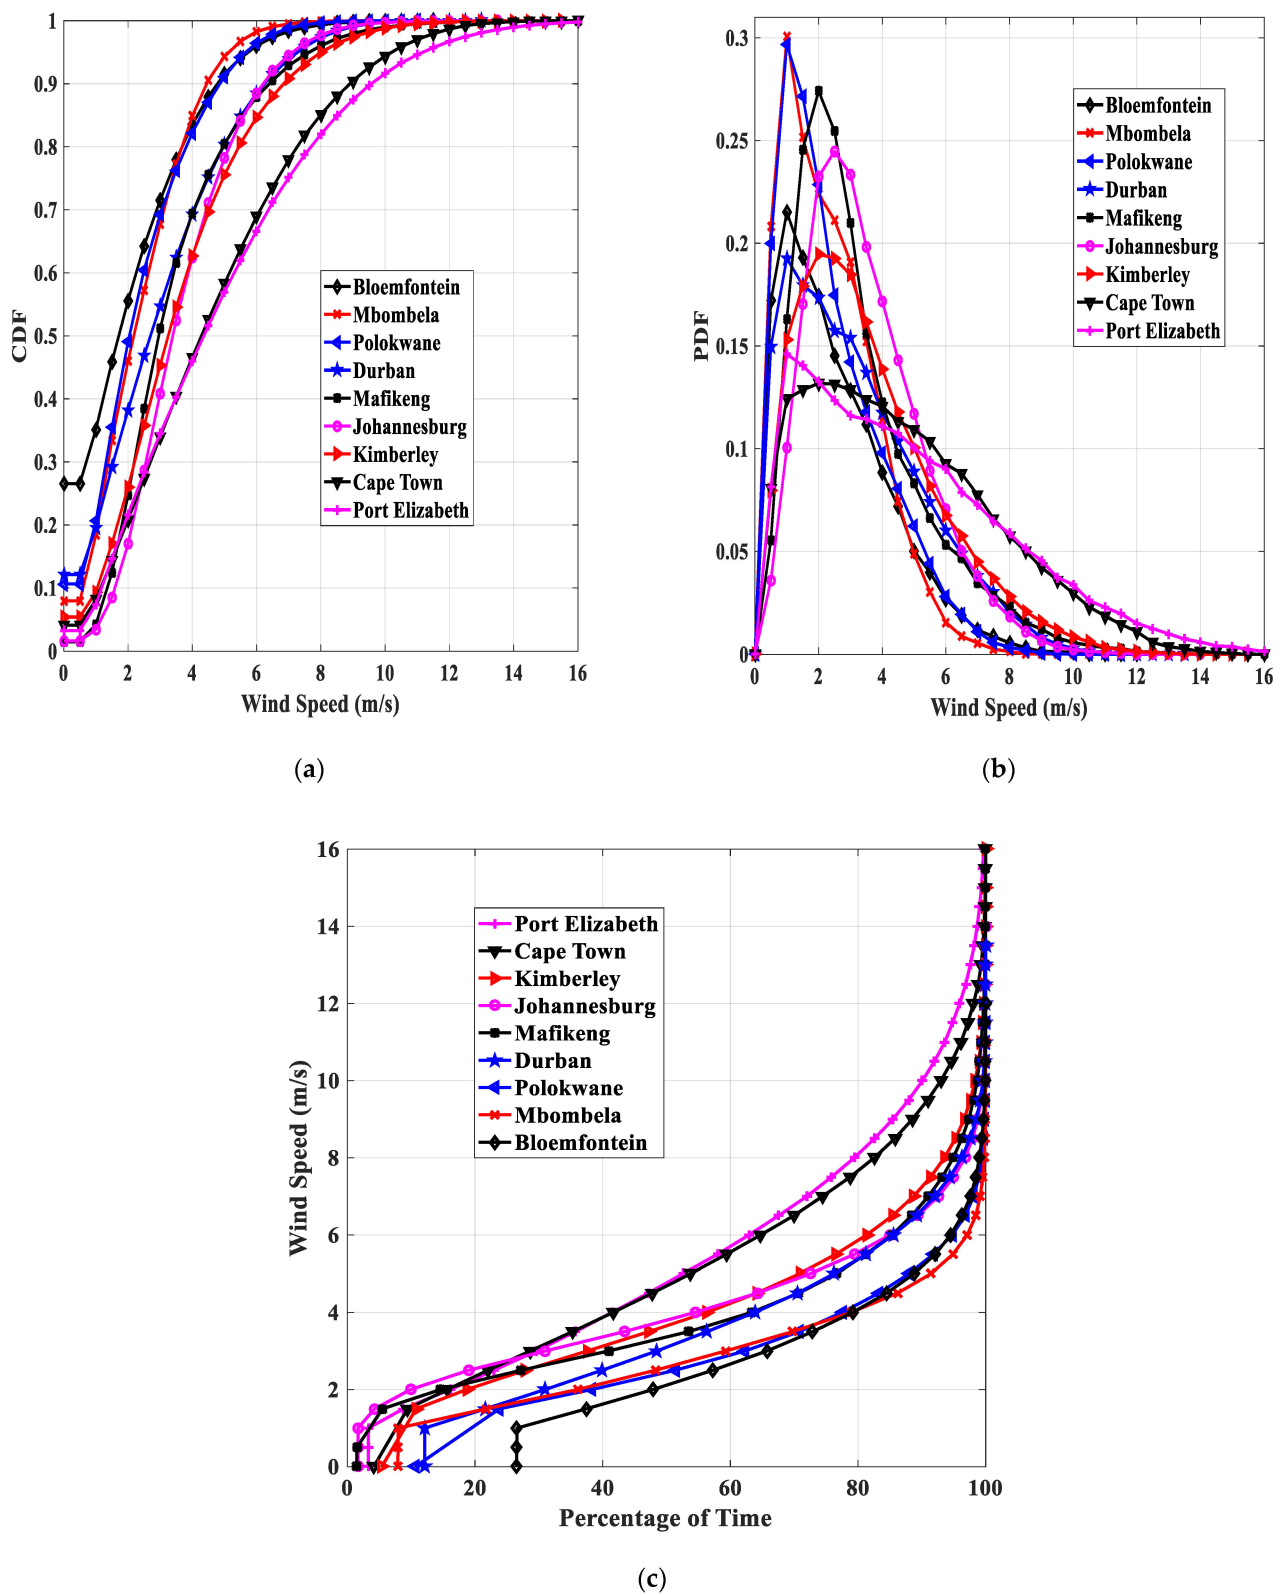 1
0.9
0.8
0.7
0.6
0.5
0.4
0.3
0.2
0.1
0
CDF
0 2 4 6 8 10 12 14 16
Wind Speed (m/s)
Bloemfontein
Mbombela
Polokwane
Durban
Mafikeng
Johannesburg
Kimberley
Cape Town
Port Elizabeth
(a)
0.3
0.25
0.2
0.15
0.1
0.05
0
PDF
0 2 4 6 8 10 12 14 16
Wind Speed (m/s)
Bloemfontein
Mbombela
Polokwane
Durban
Mafikeng
Johannesburg
Kimberley
Cape Town
Port Elizabeth
(b)
16
14
12
10
8
6
4
2
0
Wind Speed (m/s)
0 20 40 60 80 100
Percentage of Time
Port Elizabeth
Cape Town
Kimberley
Johannesburg
Mafikeng
Durban
Polokwane
Mbombela
Bloemfontein
(c)